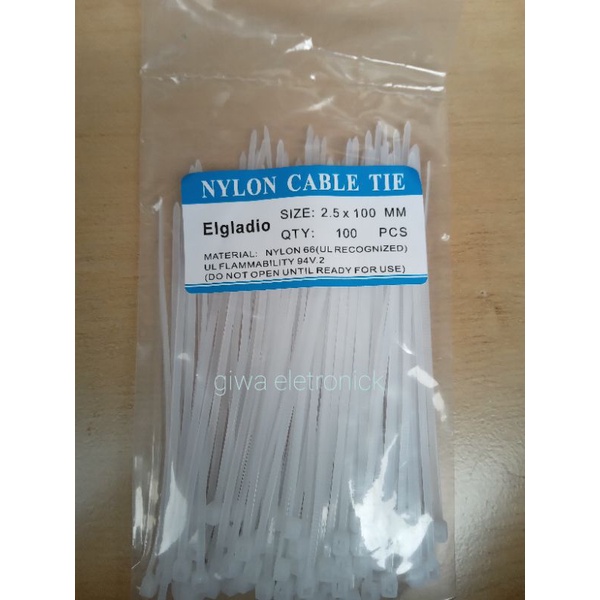 NYLON CABLE TIE
Elgladio
SIZE: 2.5 x 100 MM
QTY: 100 PCS
MATERIAL: NYLON 66(UL RECOGNIZED)
UL FLAMMABILITY 94V.2
(DO NOT OPEN UNTIL READY FOR USE)
giwa eletronick